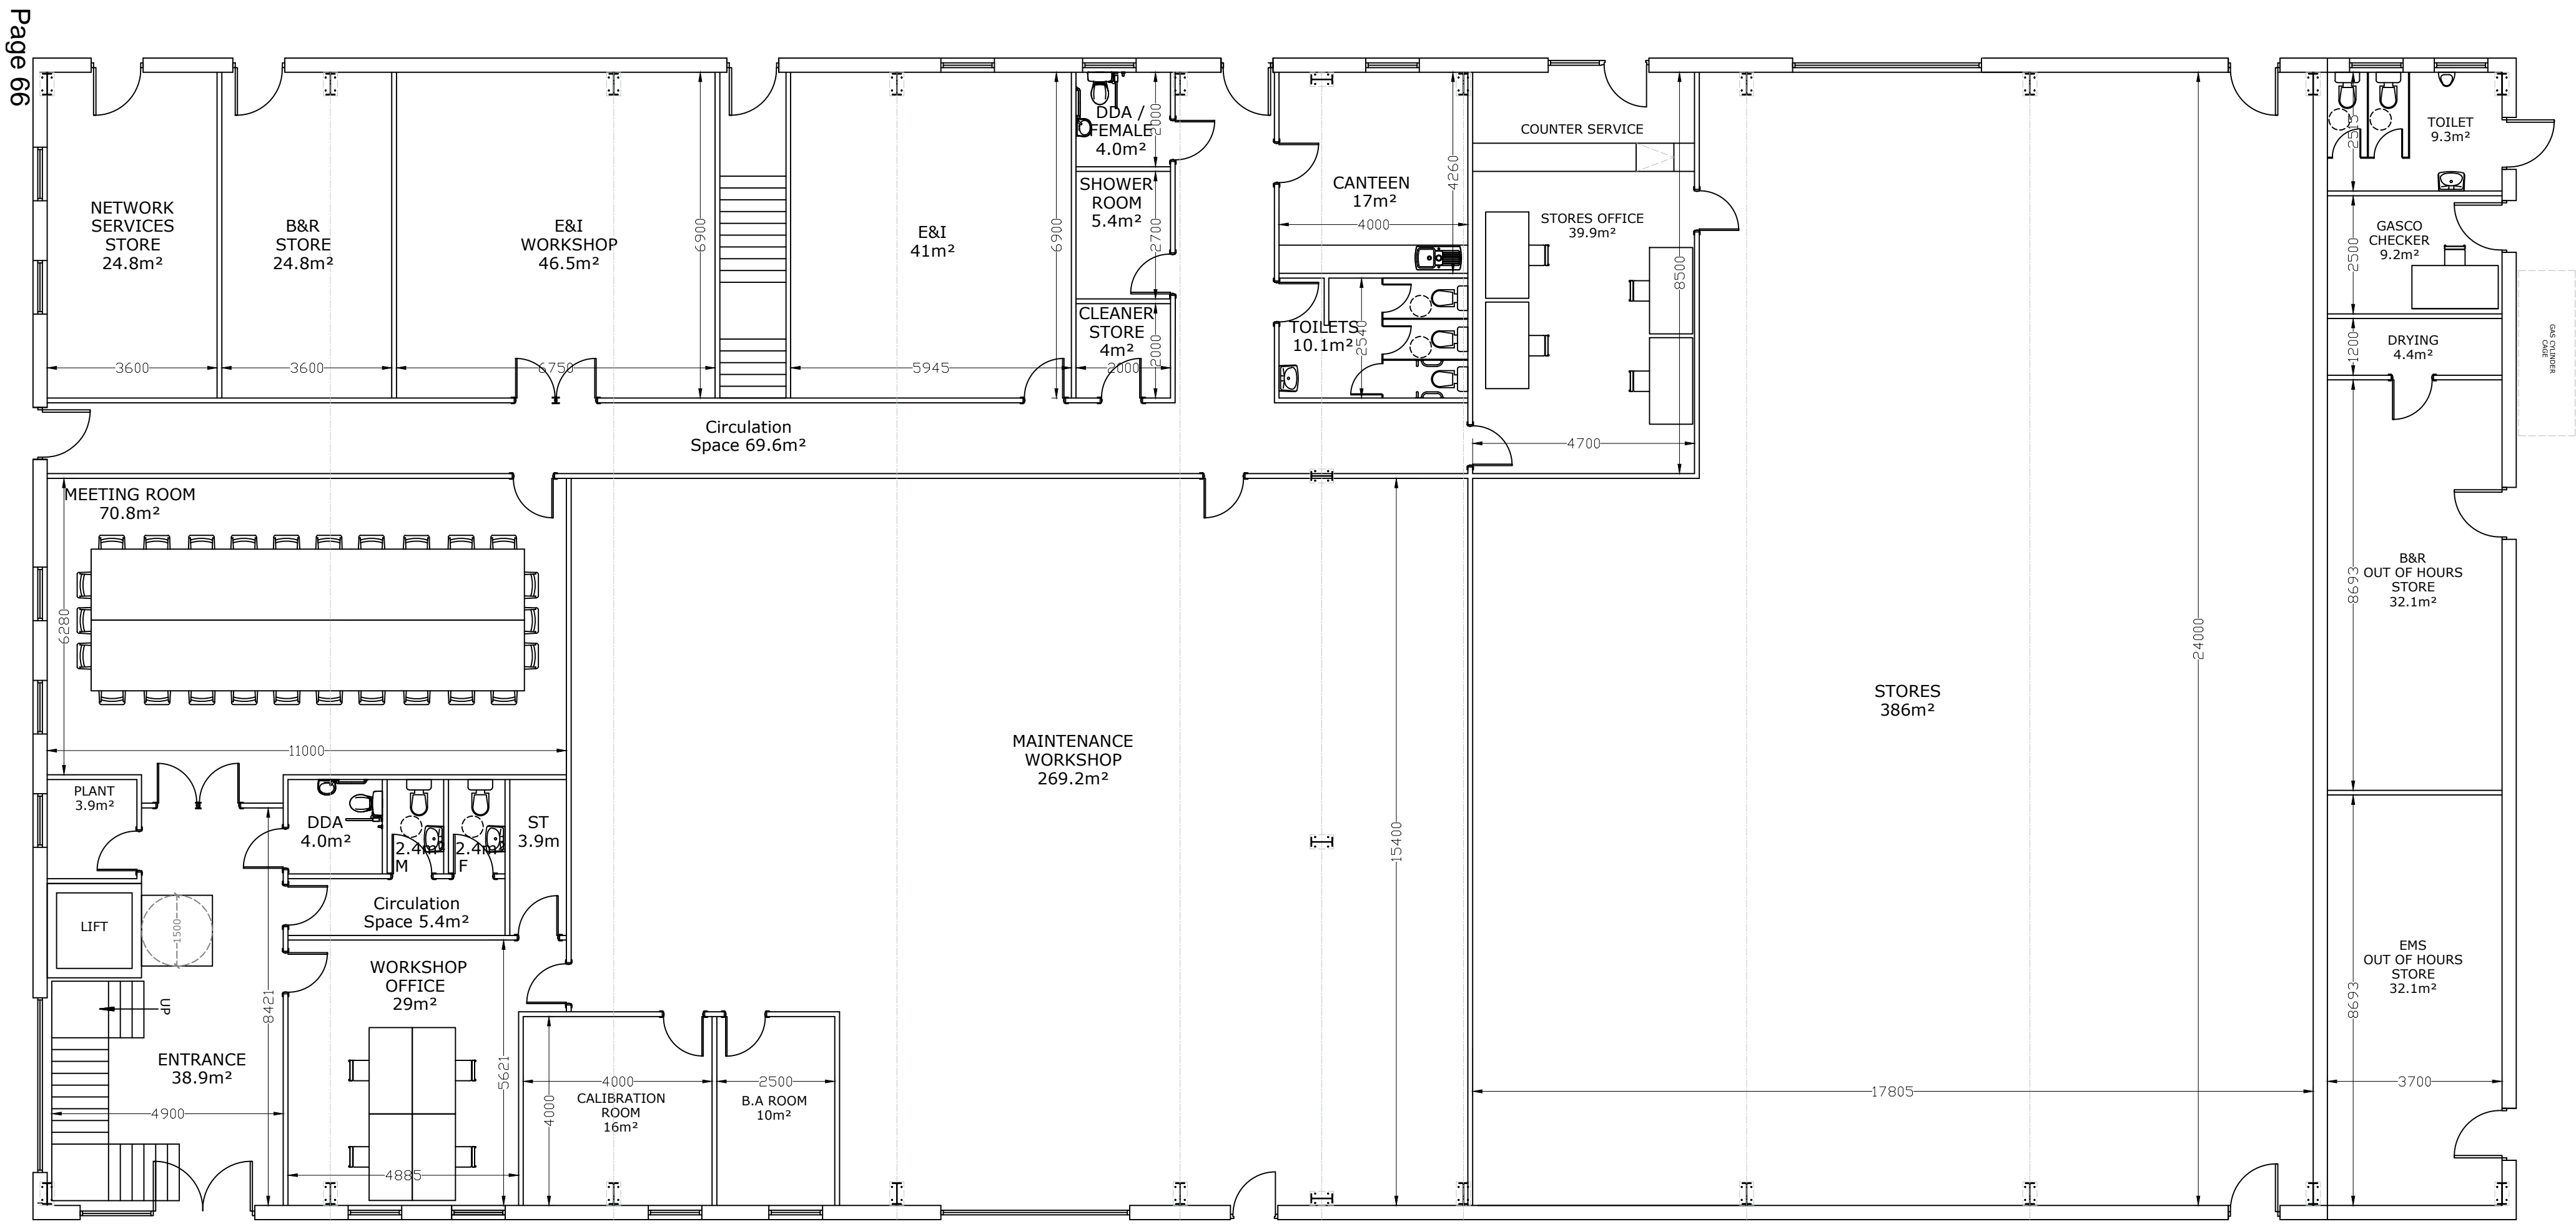 Page 66
NETWORK
SERVICES
STORE
24.8m²
B&R
STORE
24.8m²
E&I
WORKSHOP
46.5m²
6900
E&I
41m²
6900
DDA /
FEMALE
4.0m²
2000
SHOWER
ROOM
5.4m²
2700
CLEANER
STORE
4m²
2000
3600
3600
6750
5945
2000
CANTEEN
17m²
4260
4000
TOILETS
10.1m²
2540
COUNTER SERVICE
STORES OFFICE
39.9m²
8500
4700
TOILET
9.3m²
2515
GASCO
CHECKER
9.2m²
2500
DRYING
4.4m²
1200
GAS CYLINDER
CAGE
Circulation
Space 69.6m²
MEETING ROOM
70.8m²
6280
11000
MAINTENANCE
WORKSHOP
269.2m²
15400
STORES
386m²
24000
17805
B&R
OUT OF HOURS
STORE
32.1m²
8693
EMS
OUT OF HOURS
STORE
32.1m²
8693
3700
PLANT
3.9m²
DDA
4.0m²
2.4m²
M
2.4m²
F
ST
3.9m
LIFT
1500
Circulation
Space 5.4m²
UP
WORKSHOP
OFFICE
29m²
8421
5621
ENTRANCE
38.9m²
4900
4885
4000
4000
CALIBRATION
ROOM
16m²
2500
B.A ROOM
10m²